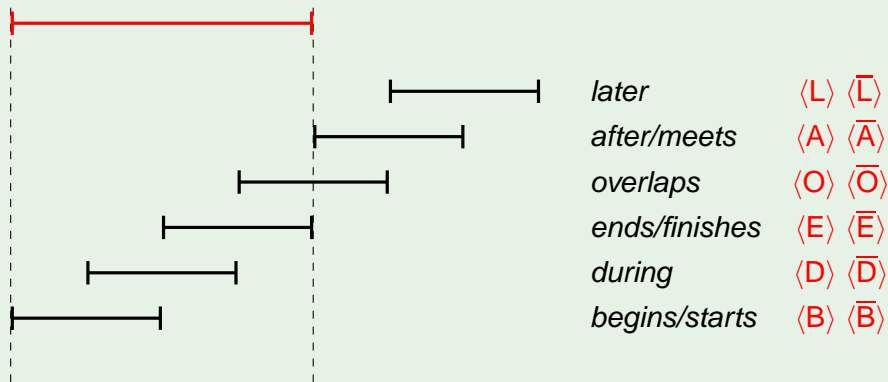 later ⟨L⟩ ⟨L̅⟩
after/meets ⟨A⟩ ⟨A̅⟩
overlaps ⟨O⟩ ⟨O̅⟩
ends/finishes ⟨E⟩ ⟨E̅⟩
during ⟨D⟩ ⟨D̅⟩
begins/starts ⟨B⟩ ⟨B̅⟩